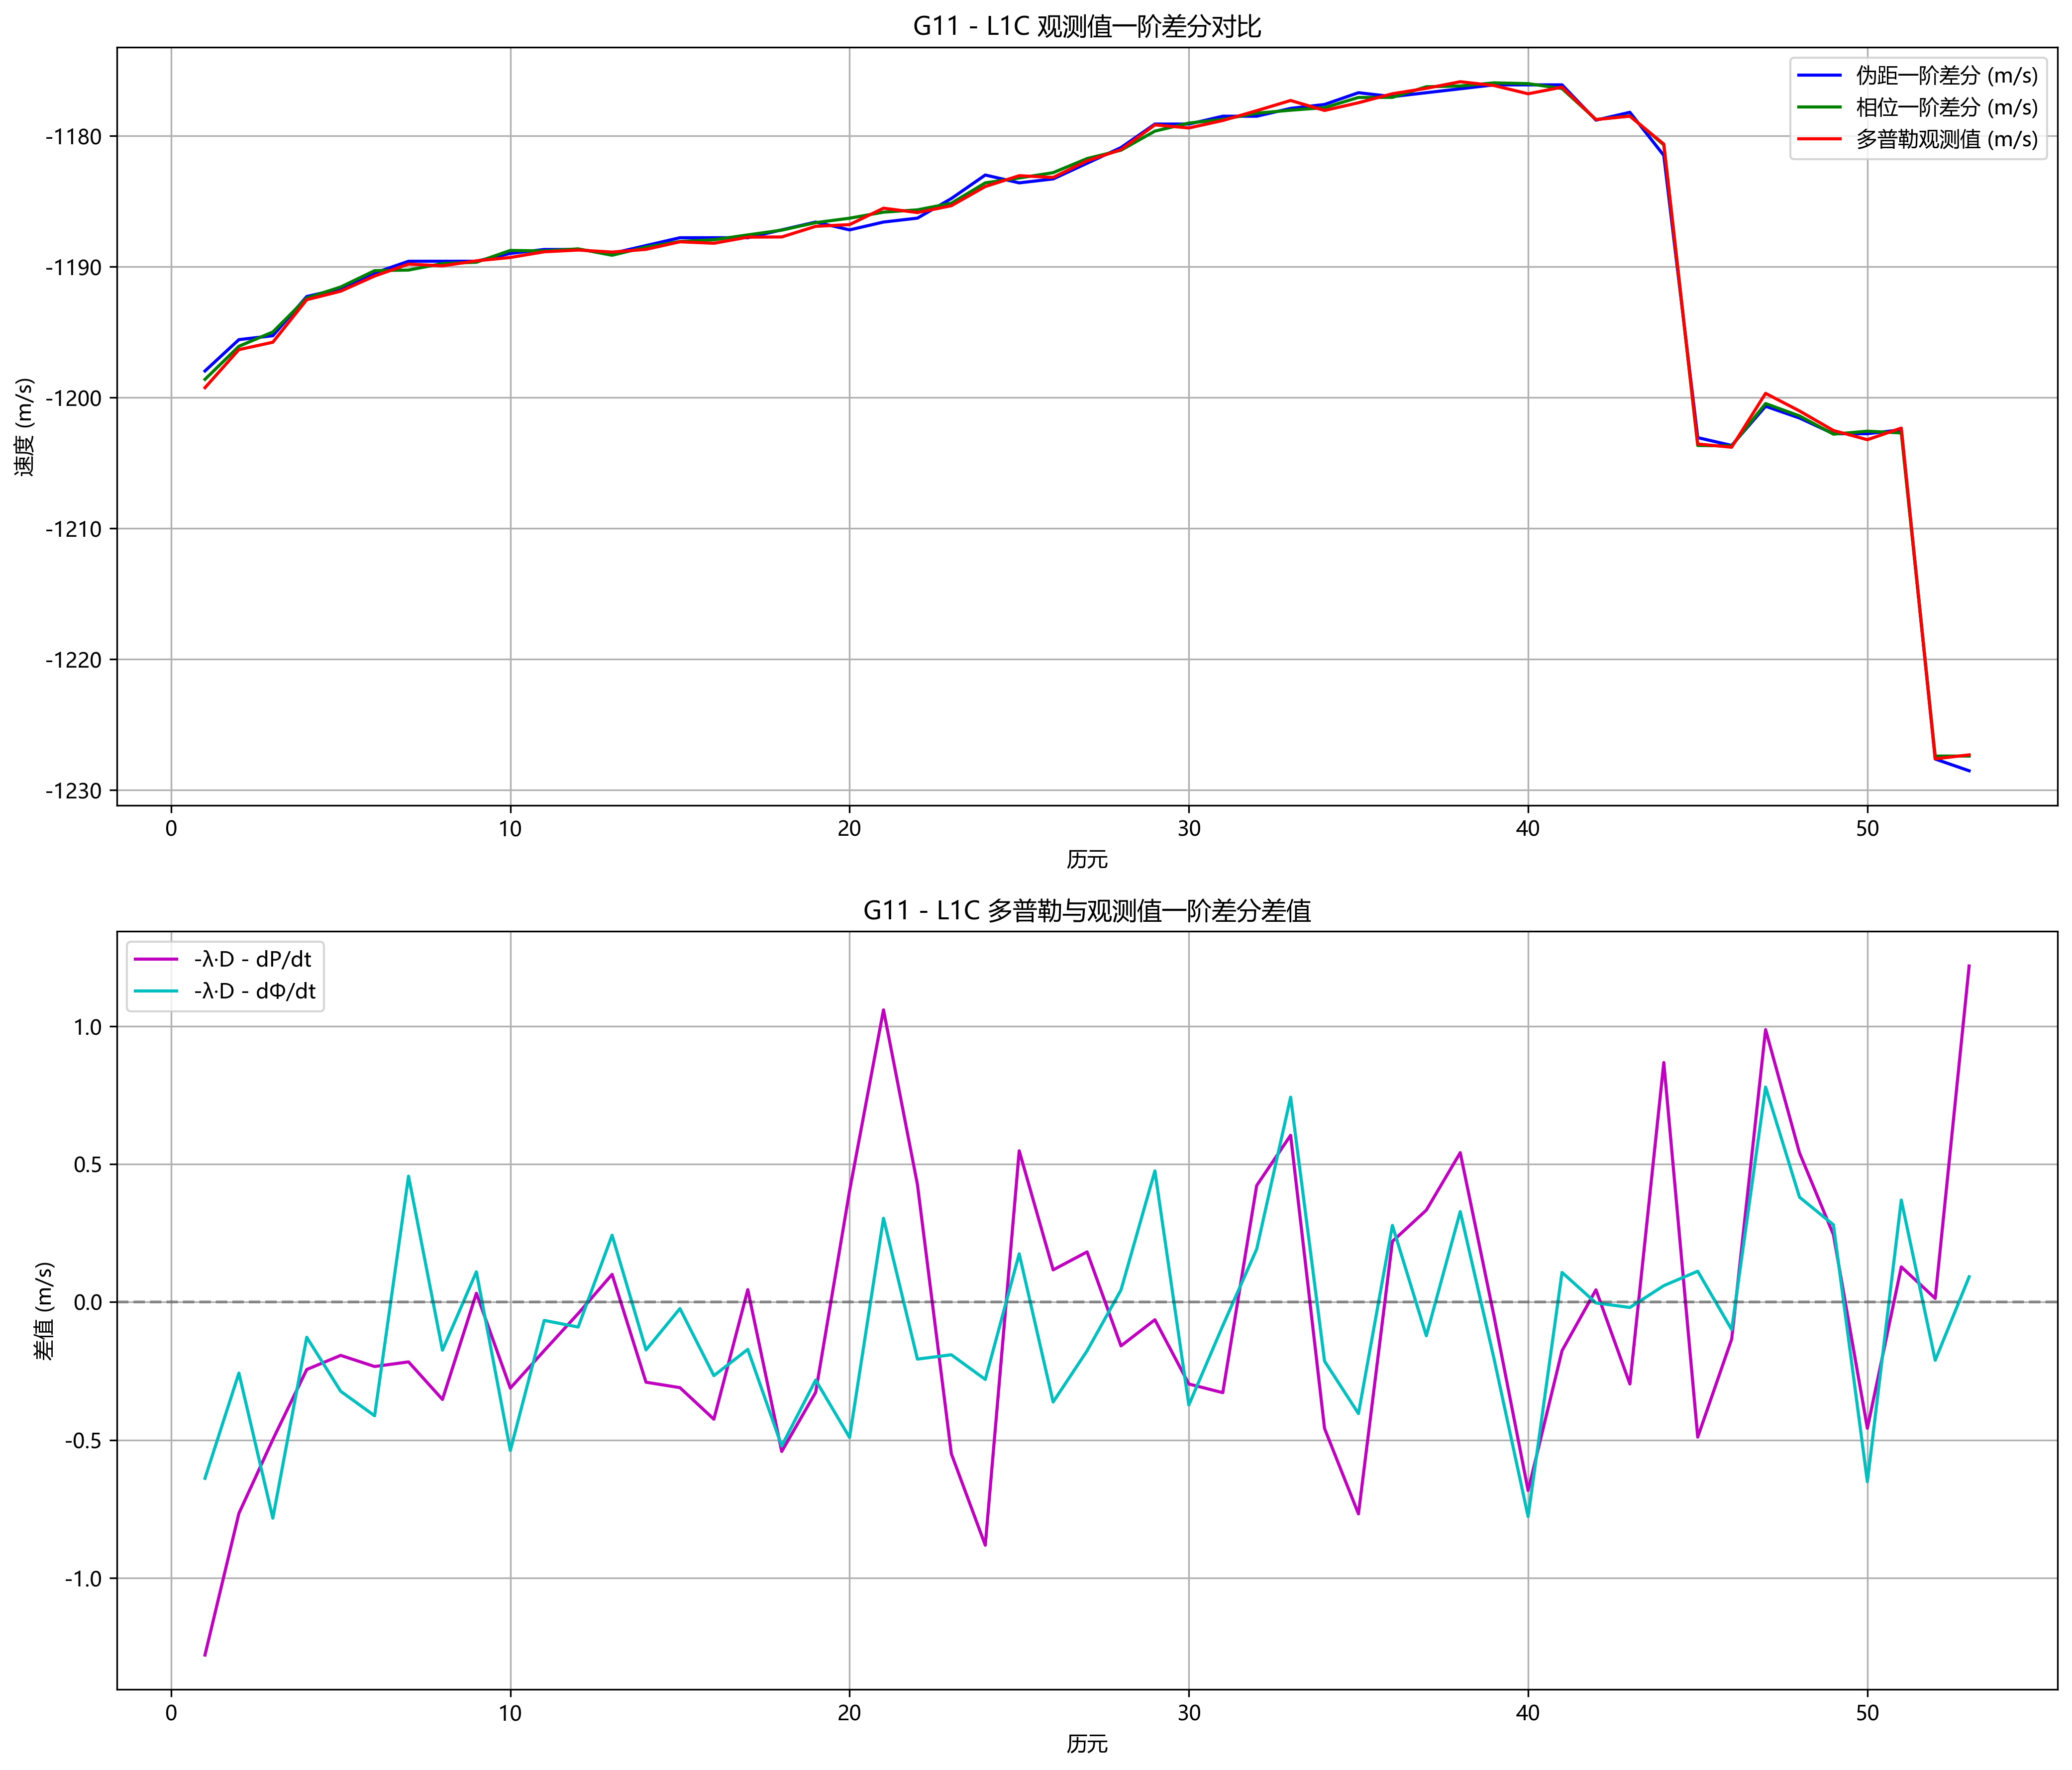 G11 - L1C 观测值一阶差分对比
伪距一阶差分 (m/s)
相位一阶差分 (m/s)
多普勒观测值 (m/s)
速度 (m/s)
-1180
-1190
-1200
-1210
-1220
-1230
0 10 20 30 40 50
历元
G11 - L1C 多普勒与观测值一阶差分差值
-λ·D - dP/dt
-λ·D - dΦ/dt
差值 (m/s)
1.0
0.5
0.0
-0.5
-1.0
0 10 20 30 40 50
历元